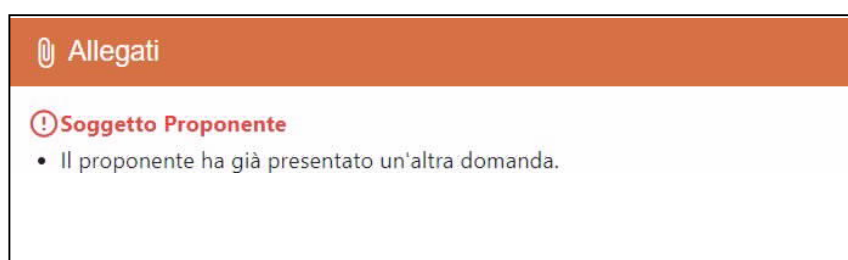 Allegati
Soggetto Proponente
• Il proponente ha già presentato un'altra domanda.